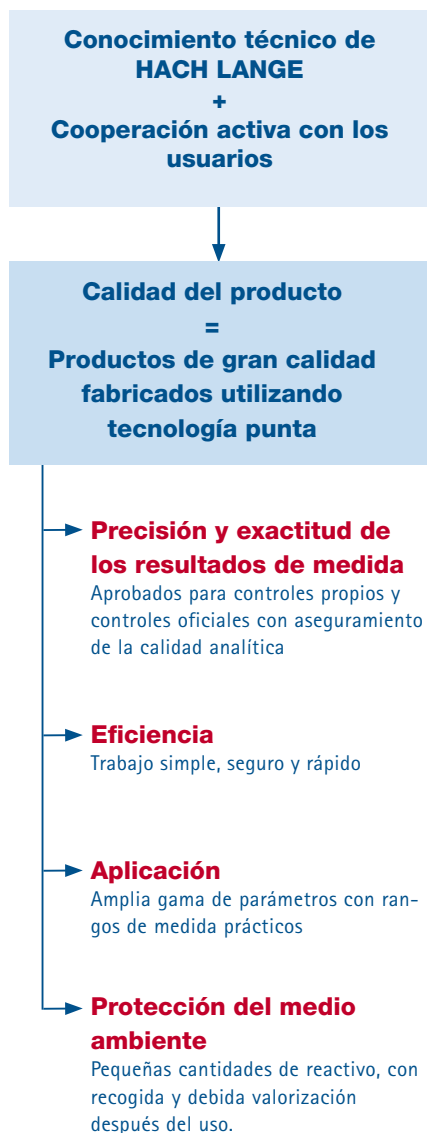 Conocimiento técnico de
HACH LANGE
+
Cooperación activa con los
usuarios
Calidad del producto
=
Productos de gran calidad
fabricados utilizando
tecnología punta
Precisión y exactitud de
los resultados de medida
Aprobados para controles propios y
controles oficiales con aseguramiento
de la calidad analítica
Eficiencia
Trabajo simple, seguro y rápido
Aplicación
Amplia gama de parámetros con ran-
gos de medida prácticos
Protección del medio
ambiente
Pequeñas cantidades de reactivo, con
recogida y debida valorización
después del uso.